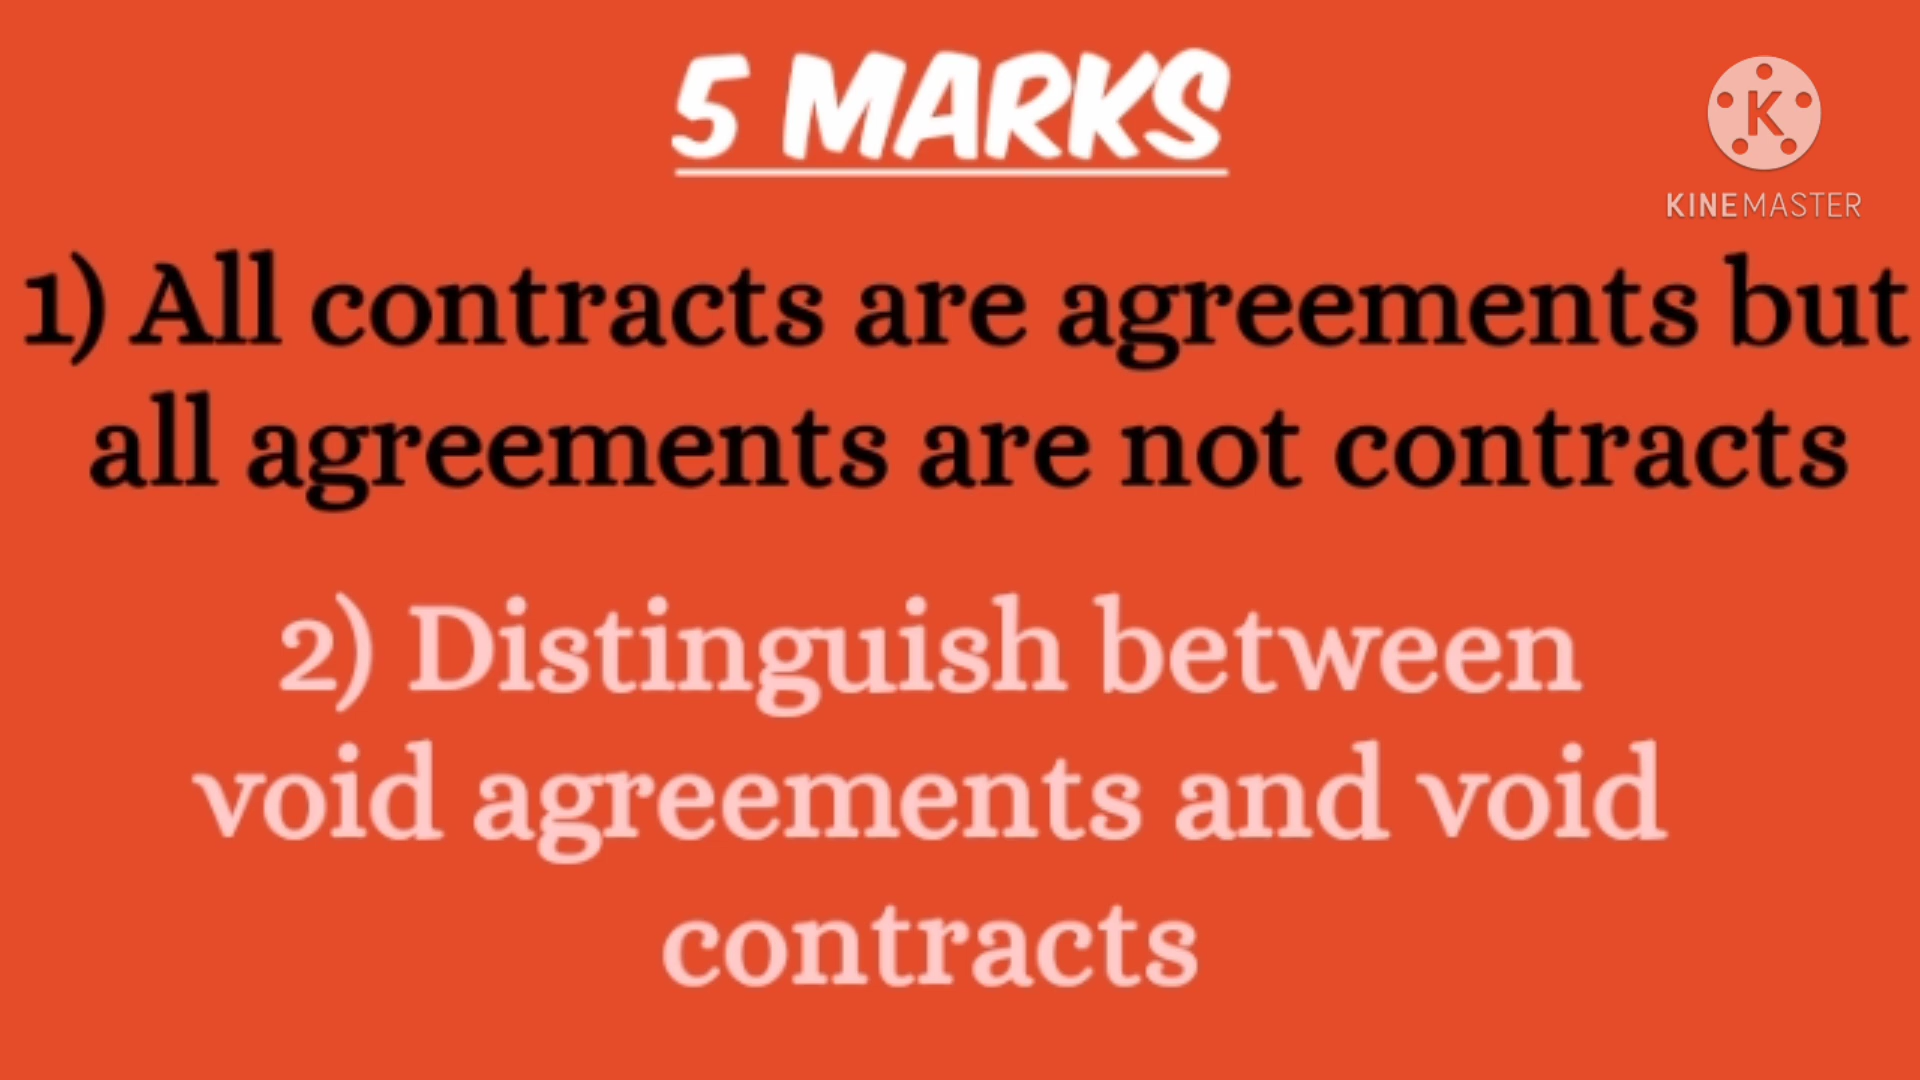 5 MARKS
K
KINEMASTER
1) All contracts are agreements but
all agreements are not contracts
2) Distinguish between
void agreements and void
contracts